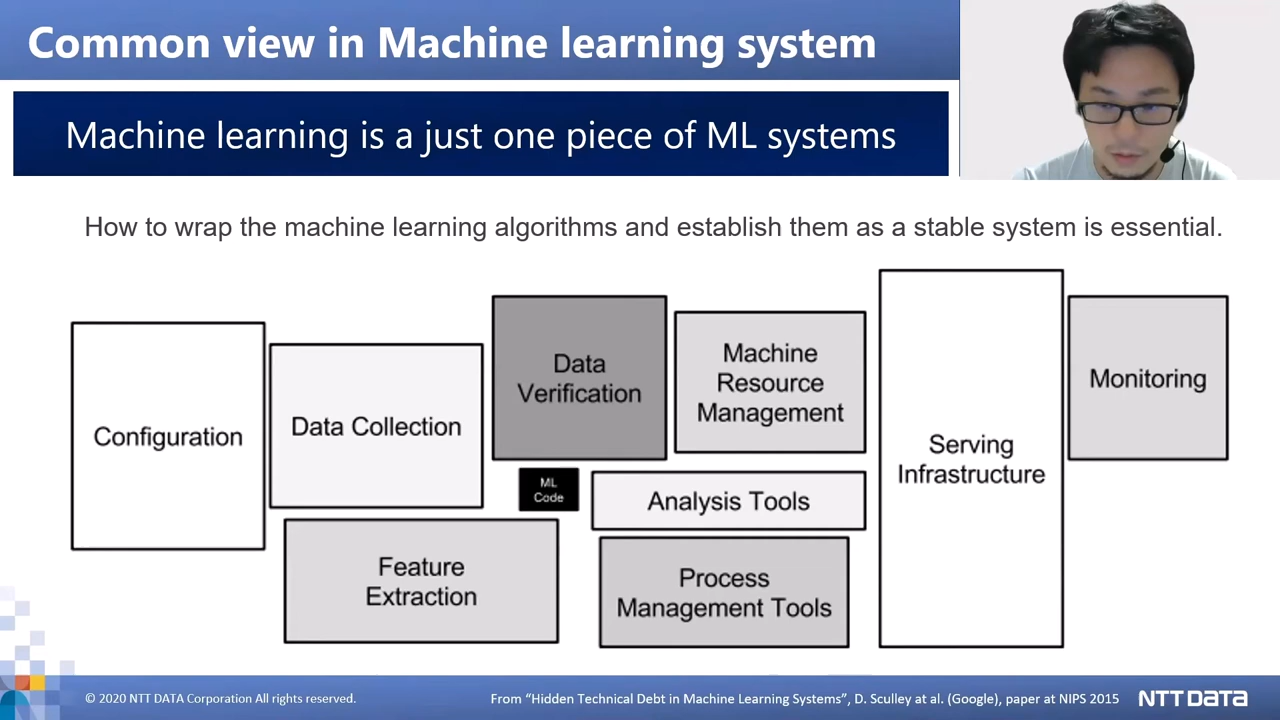 Common view in Machine learning system
Machine learning is a just one piece of ML systems
How to wrap the machine learning algorithms and establish them as a stable system is essential.
Configuration
Data Collection
Data
Verification
Machine
Resource
Management
Serving
Infrastructure
Monitoring
ML
Code
Analysis Tools
Feature
Extraction
Process
Management Tools
© 2020 NTT DATA Corporation All rights reserved.
From “Hidden Technical Debt in Machine Learning Systems”, D. Sculley at al. (Google), paper at NIPS 2015
NTT DATA